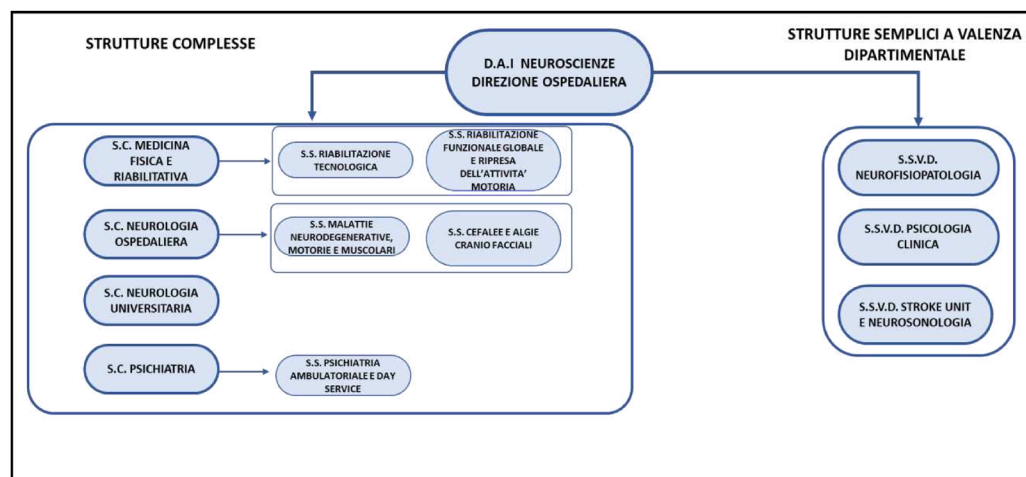 STRUTTURE COMPLESSE
STRUTTURE SEMPLICI A VALENZA
DIPARTIMENTALE
D.A.I NEUROSCIENZE
DIREZIONE OSPEDALIERA
S.C. MEDICINA
FISICA E
RIABILITATIVA
S.S. RIABILITAZIONE
TECNOLOGICA
S.S. RIABILITAZIONE
FUNZIONALE GLOBALE
E RIPRESA
DELL'ATTIVITA'
MOTORIA
S.C. NEUROLOGIA
OSPEDALIERA
S.S. MALATTIE
NEURODEGENERATIVE,
MOTORIE E MUSCOLARI
S.S. CEFALEE E ALGIE
CRANIO FACCIALI
S.C. NEUROLOGIA
UNIVERSITARIA
S.C. PSICHIATRIA
S.S. PSICHIATRIA
AMBULATORIALE E DAY
SERVICE
S.S.V.D.
NEUROFISIOPATOLOGIA
S.S.V.D. PSICOLOGIA
CLINICA
S.S.V.D. STROKE UNIT
E NEUROSONOLOGIA